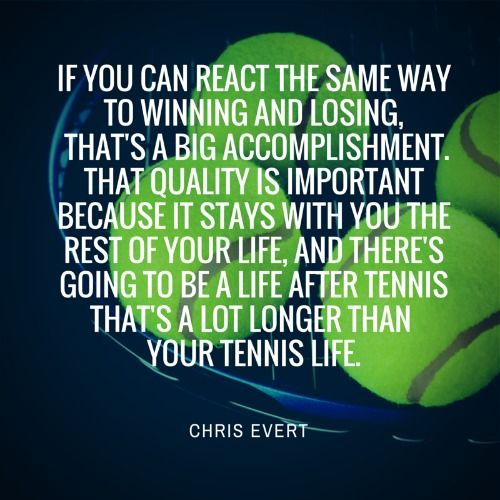 IF YOU CAN REACT THE SAME WAY
TO WINNING AND LOSING,
THAT'S A BIG ACCOMPLISHMENT.
THAT QUALITY IS IMPORTANT
BECAUSE IT STAYS WITH YOU THE
REST OF YOUR LIFE, AND THERE'S
GOING TO BE A LIFE AFTER TENNIS
THAT'S A LOT LONGER THAN
YOUR TENNIS LIFE.
CHRIS EVERT